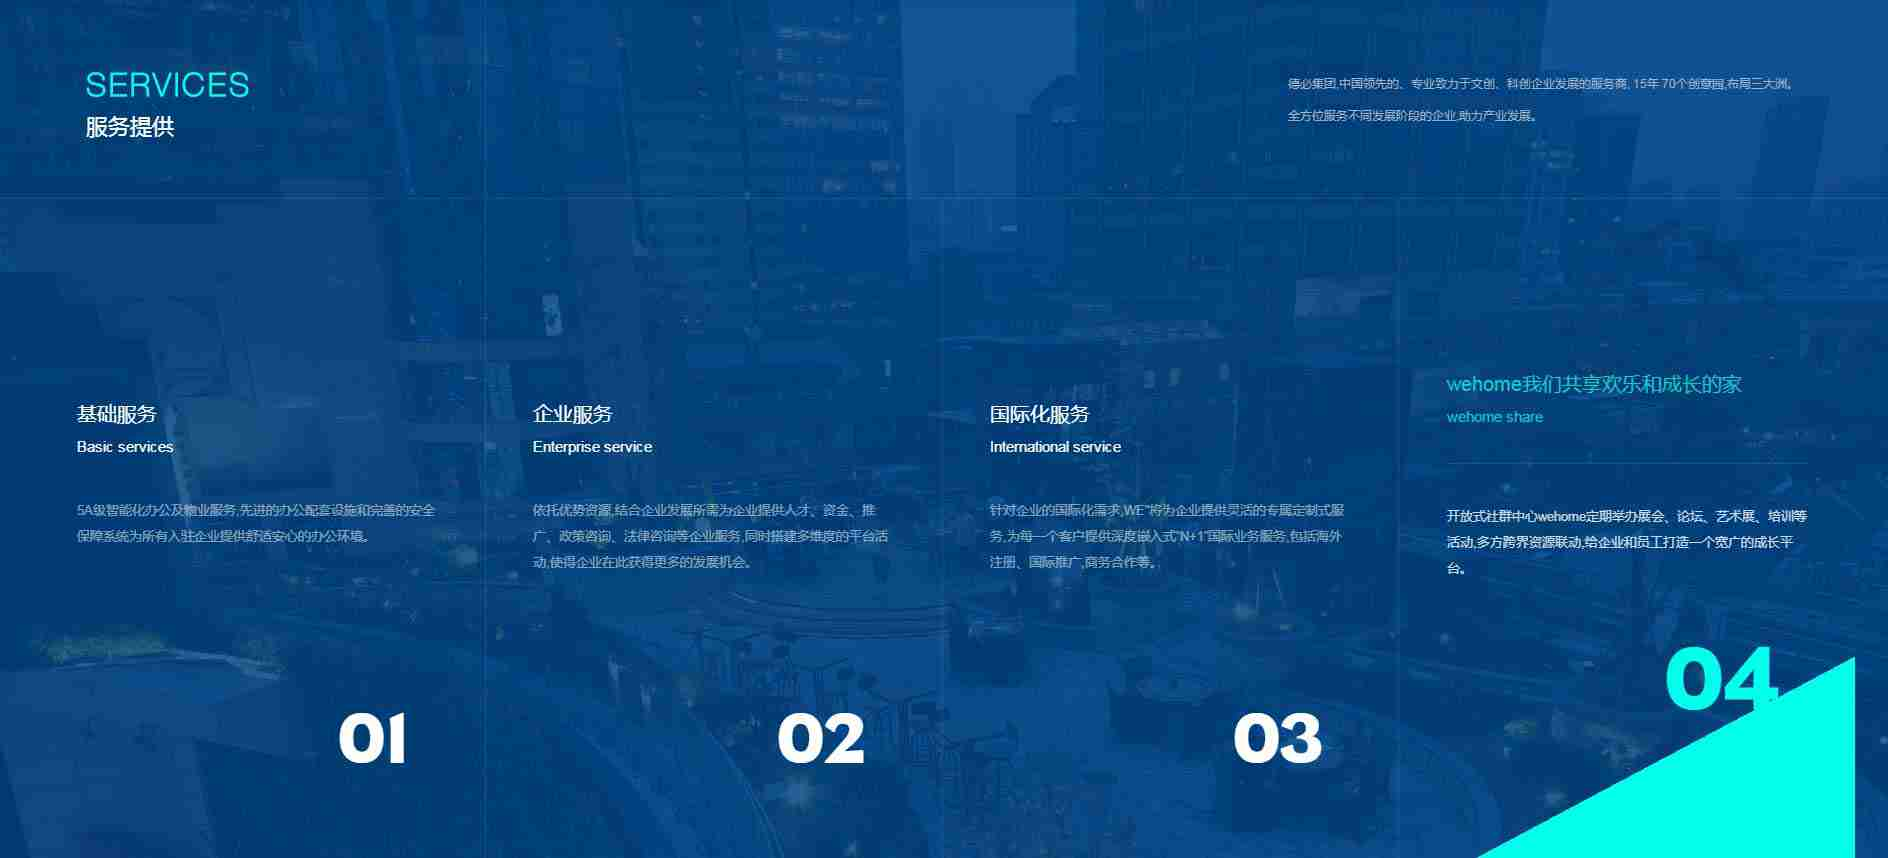 SERVICES
服务提供
德必集团,中国领先的、专业致力于文创、科创企业发展的服务商, 15年 70个创意园,布局三大洲。
全方位服务不同发展阶段的企业,助力产业发展。
基础服务
Basic services
5A级智能化办公及物业服务,先进的办公配套设施和完善的安全
保障系统为所有入驻企业提供舒适安心的办公环境。
01
企业服务
Enterprise service
依托优势资源,结合企业发展所需为企业提供人才、资金、推
广、政策咨询、法律咨询等企业服务,同时搭建多维度的平台活
动,使得企业在此获得更多的发展机会。
02
国际化服务
International service
针对企业的国际化需求,WE"将为企业提供灵活的专属定制式服
务,为每一个客户提供深度嵌入式"N+1"国际业务服务,包括海外
注册、国际推广,商务合作等。
03
wehome我们共享欢乐和成长的家
wehome share
开放式社群中心wehome定期举办展会、论坛、艺术展、培训等
活动,多方跨界资源联动,给企业和员工打造一个宽广的成长平
台。
04